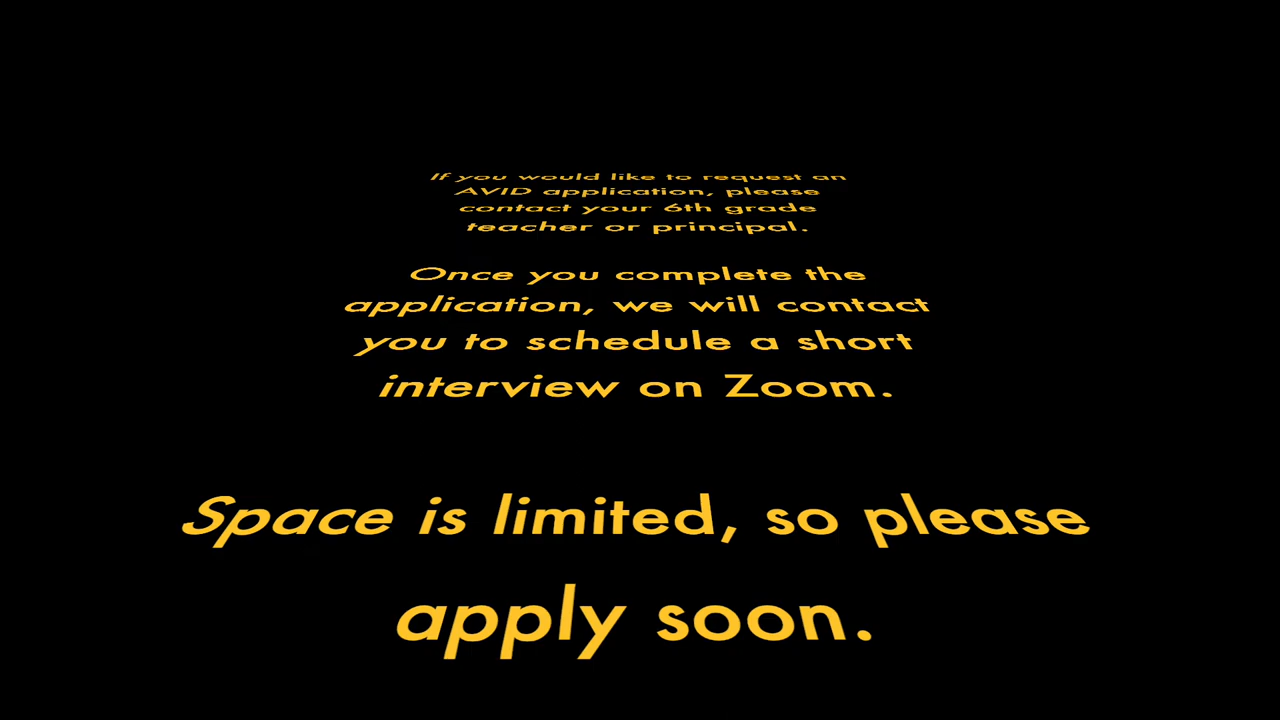 If you would like to request an
AVID application, please
contact your 6th grade
teacher or principal.
Once you complete the
application, we will contact
you to schedule a short
interview on Zoom.
Space is limited, so please
apply soon.